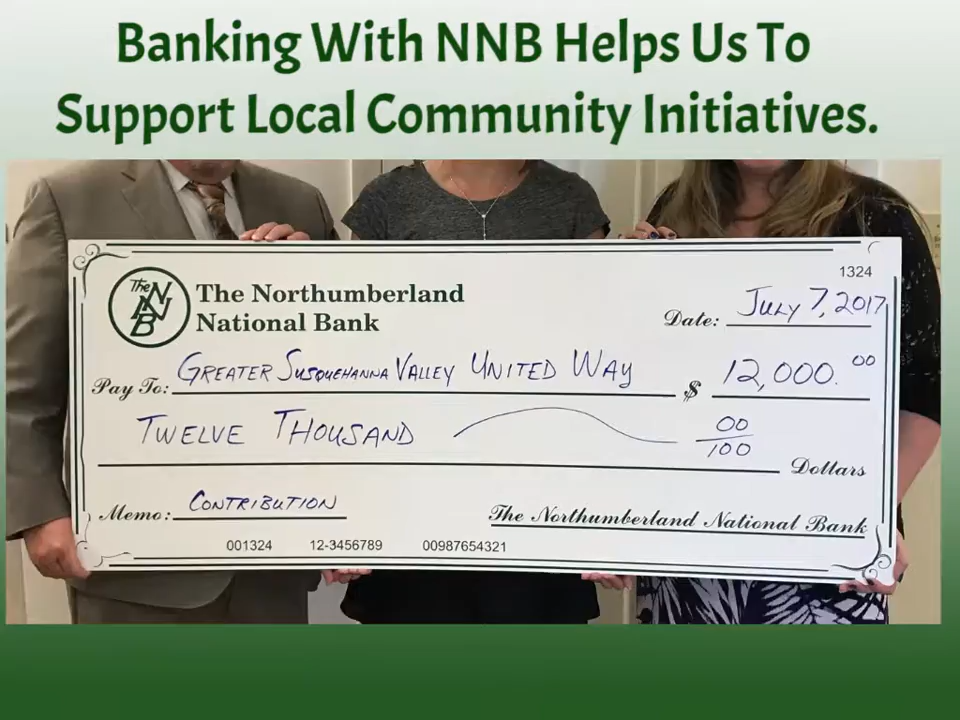 Banking With NNB Helps Us To
Support Local Community Initiatives.
1324
The NNB
The Northumberland
National Bank
Date: July 7, 2017
Pay To: Greater Susquehanna Valley United Way $ 12,000.00
Twelve Thousand 00/100
Dollars
Memo: Contribution
The Northumberland National Bank
001324 12-3456789 00987654321